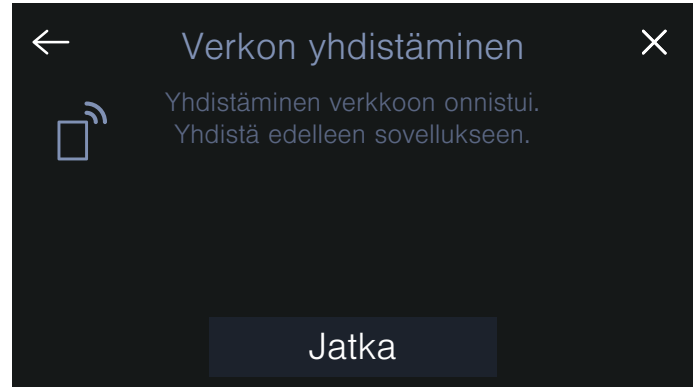 Verkon yhdistäminen
Yhdistäminen verkkoon onnistui.
Yhdistä edelleen sovellukseen.
Jatka